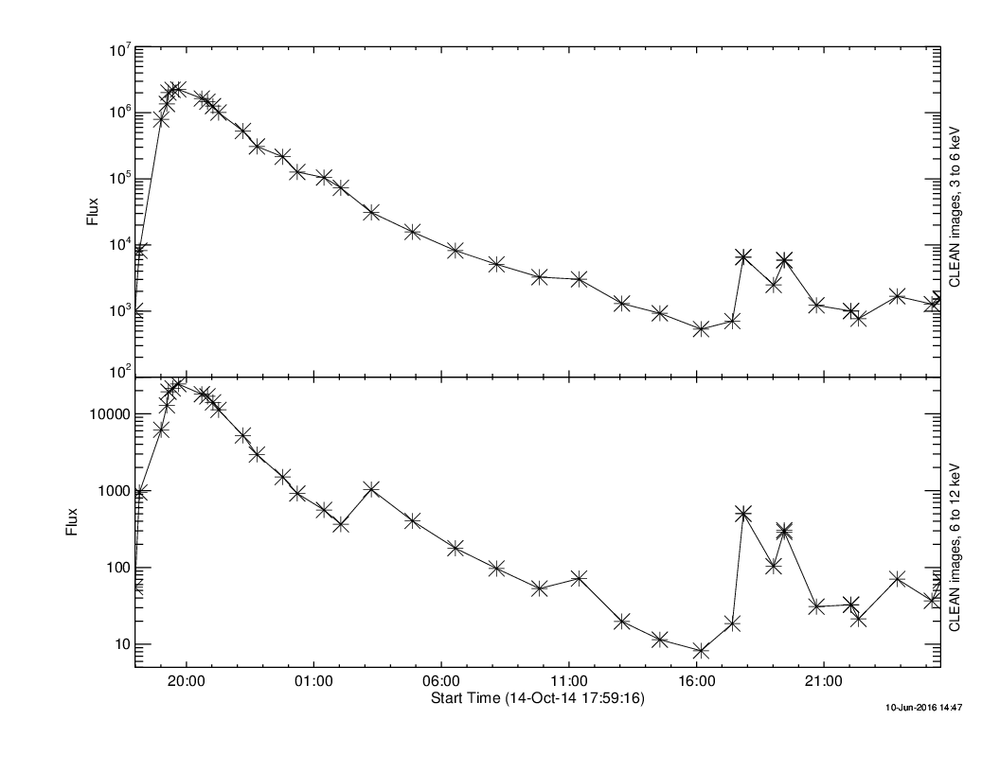 10^7
10^6
10^5
10^4
10^3
10^2
Flux
CLEAN images, 3 to 6 keV
10000
1000
100
10
Flux
CLEAN images, 6 to 12 keV
20:00 01:00 06:00 11:00 16:00 21:00
Start Time (14-Oct-14 17:59:16)
10-Jun-2016 14:47